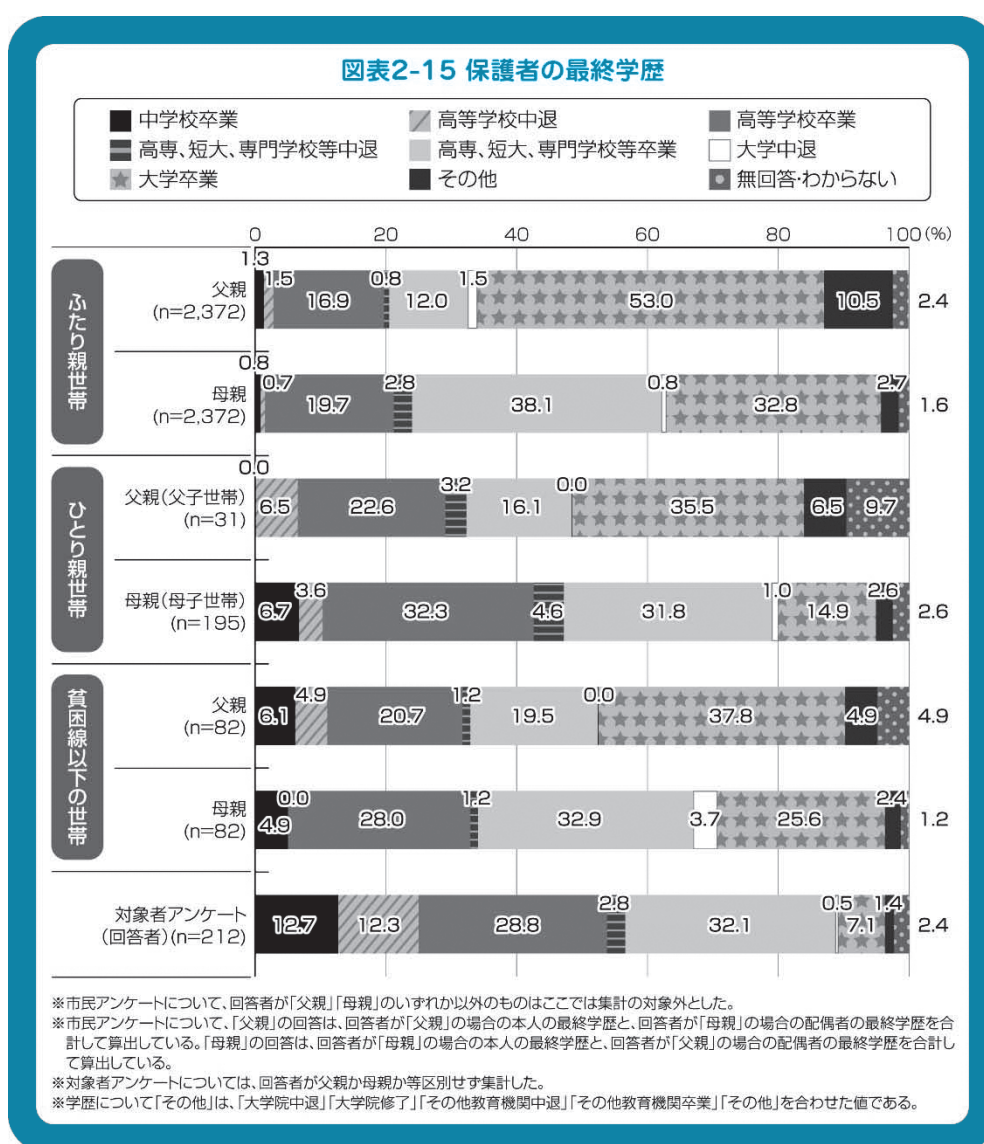 図表2-15 保護者の最終学歴
中学校卒業 高等学校中退 高等学校卒業
高専、短大、専門学校等中退 高専、短大、専門学校等卒業 大学中退
大学卒業 その他 無回答・わからない
0 20 40 60 80 100(%)
ふたり親世帯
父親
(n=2,372)
1.3 1.5 16.9 0.8 12.0 1.5 53.0 10.5 2.4
母親
(n=2,372)
0.8 0.7 19.7 2.8 38.1 0.8 32.8 2.7 1.6
ひとり親世帯
父親(父子世帯)
(n=31)
0.0 6.5 22.6 3.2 16.1 0.0 35.5 6.5 9.7
母親(母子世帯)
(n=195)
6.7 3.6 32.3 4.6 31.8 1.0 14.9 2.6 2.6
貧困線以下の世帯
父親
(n=82)
6.1 4.9 20.7 1.2 19.5 0.0 37.8 4.9 4.9
母親
(n=82)
4.9 0.0 28.0 1.2 32.9 3.7 25.6 2.4 1.2
対象者アンケート
(回答者)(n=212)
12.7 12.3 28.8 2.8 32.1 0.5 7.1 1.4 2.4
※市民アンケートについて、回答者が「父親」「母親」のいずれか以外のものはここでは集計の対象外とした。
※市民アンケートについて、「父親」の回答は、回答者が「父親」の場合の本人の最終学歴と、回答者が「母親」の場合の配偶者の最終学歴を合
計して算出している。「母親」の回答は、回答者が「母親」の場合の本人の最終学歴と、回答者が「父親」の場合の配偶者の最終学歴を合計し
て算出している。
※対象者アンケートについては、回答者が父親か母親か等区別せず集計した。
※学歴について「その他」は、「大学院中退」「大学院修了」「その他教育機関中退」「その他教育機関卒業」「その他」を合わせた値である。